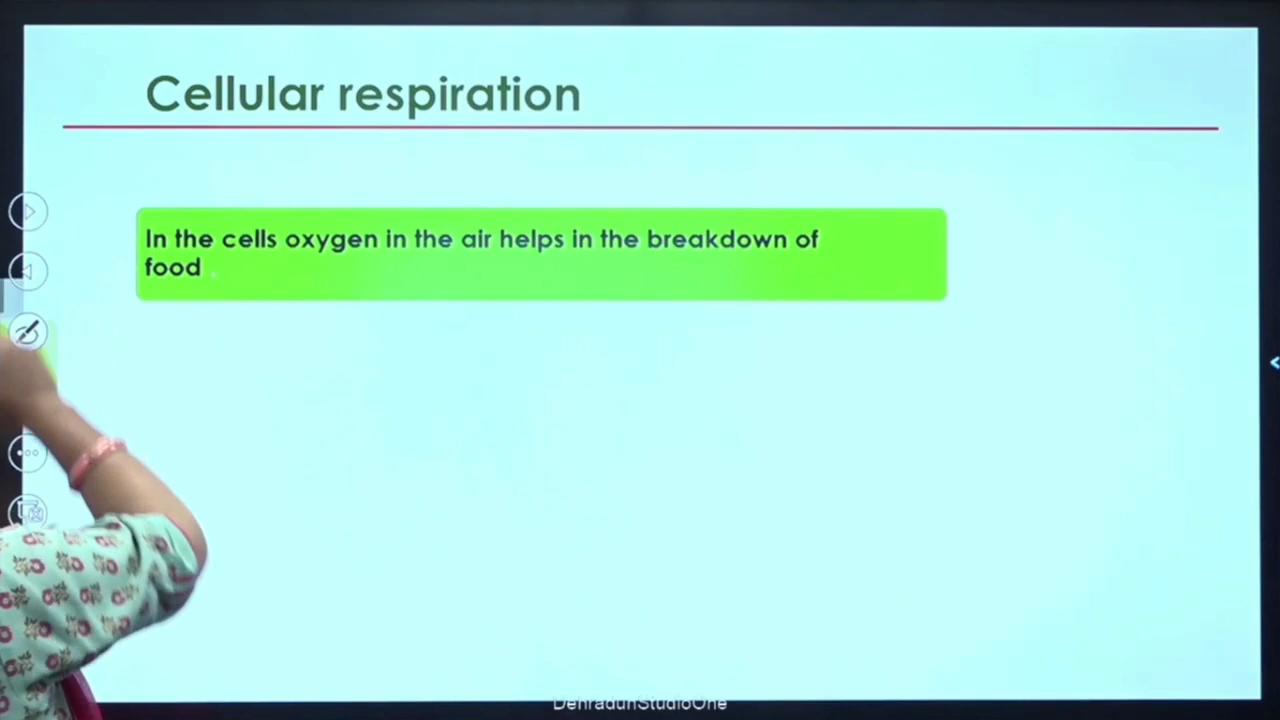 Cellular respiration
In the cells oxygen in the air helps in the breakdown of
food .
DehradunStudioOne